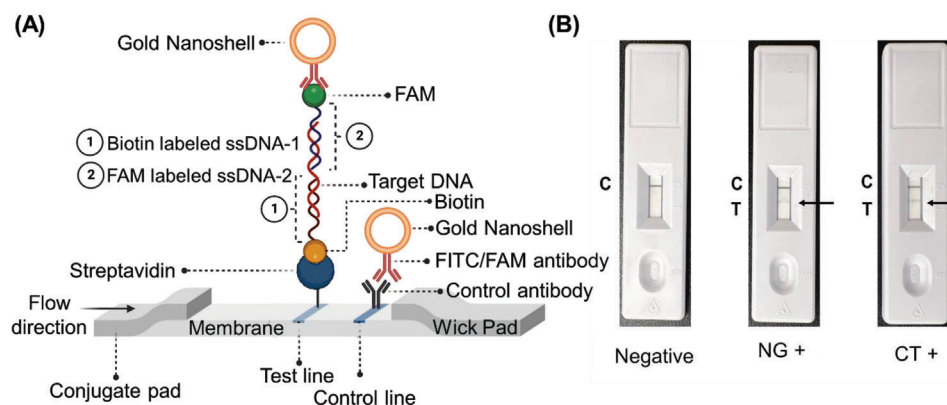 (A)
Gold Nanoshell
FAM
1 Biotin labeled ssDNA-1
2
2 FAM labeled ssDNA-2
1
Target DNA
Biotin
Gold Nanoshell
FITC/FAM antibody
Control antibody
Streptavidin
Flow
direction
Membrane
Wick Pad
Test line
Conjugate pad
Control line
(B)
C
C
T
C
T
Negative
NG +
CT +